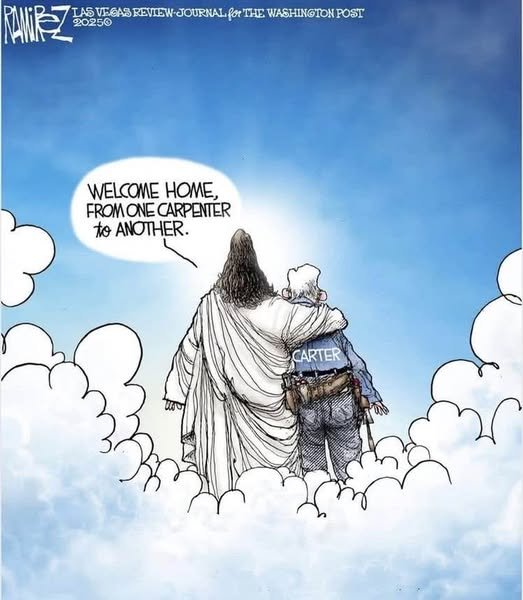 RAMIREZ
LAS VEGAS REVIEW-JOURNAL for THE WASHINGTON POST
2025©
WELCOME HOME,
FROM ONE CARPENTER
to ANOTHER.
CARTER